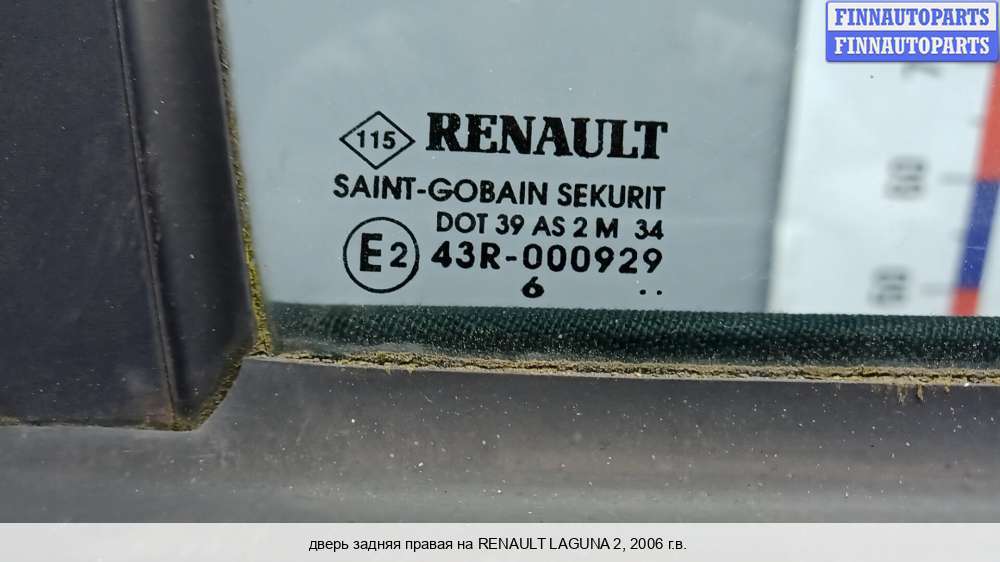 FINNAUTOPARTS
FINNAUTOPARTS
115 RENAULT
SAINT-GOBAIN SEKURIT
DOT 39 AS 2 M 34
E2 43R-000929
6 ..
дверь задняя правая на RENAULT LAGUNA 2, 2006 г.в.